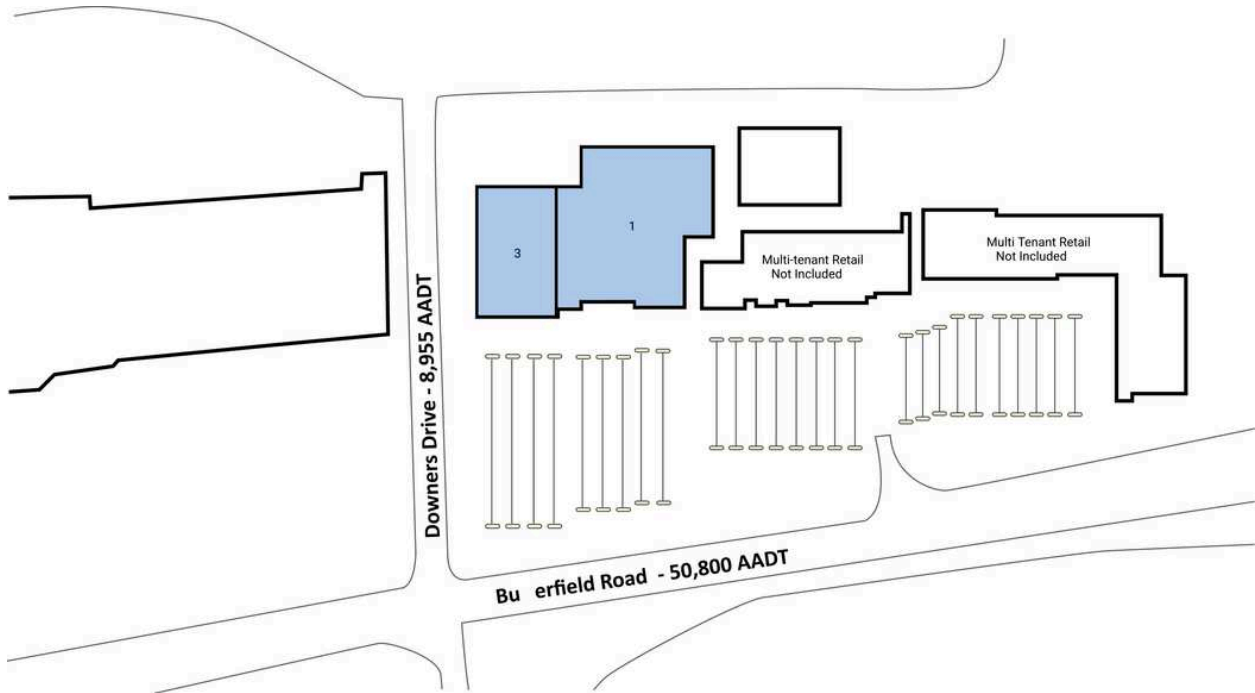 1
3
Multi-tenant Retail
Not Included
Multi Tenant Retail
Not Included
Downers Drive - 8,955 AADT
Bu erfield Road - 50,800 AADT